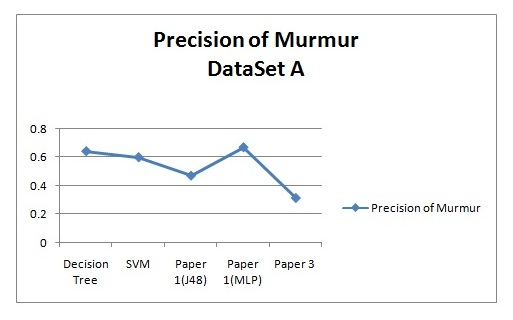 Precision of Murmur
DataSet A
0.8
0.6
0.4
0.2
0
Decision
Tree
SVM
Paper
1(J48)
Paper
1(MLP)
Paper 3
Precision of Murmur